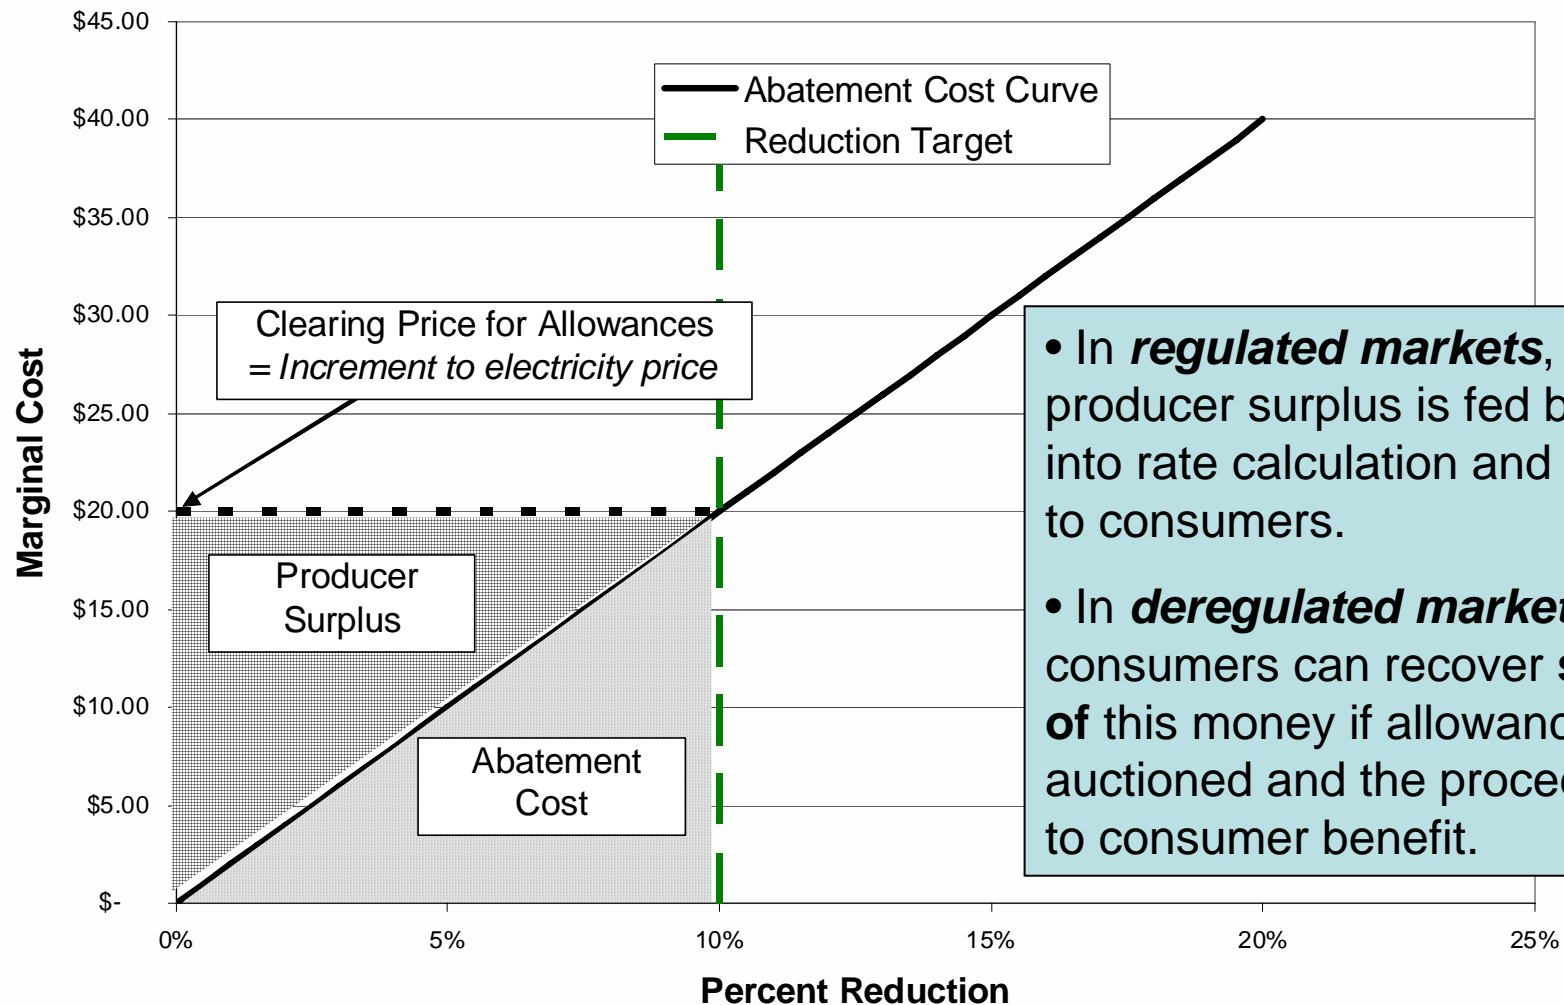 $45.00
$40.00
$35.00
$30.00
$25.00
$20.00
$15.00
$10.00
$5.00
$-
Marginal Cost
Abatement Cost Curve
Reduction Target
Clearing Price for Allowances
= Increment to electricity price
Producer
Surplus
Abatement
Cost
• In regulated markets,
producer surplus is fed
into rate calculation and
to consumers.
• In deregulated
consumers can recover
of this money if
auctioned and the
to consumer benefit.
0% 5% 10% 15% 20% 25%
Percent Reduction